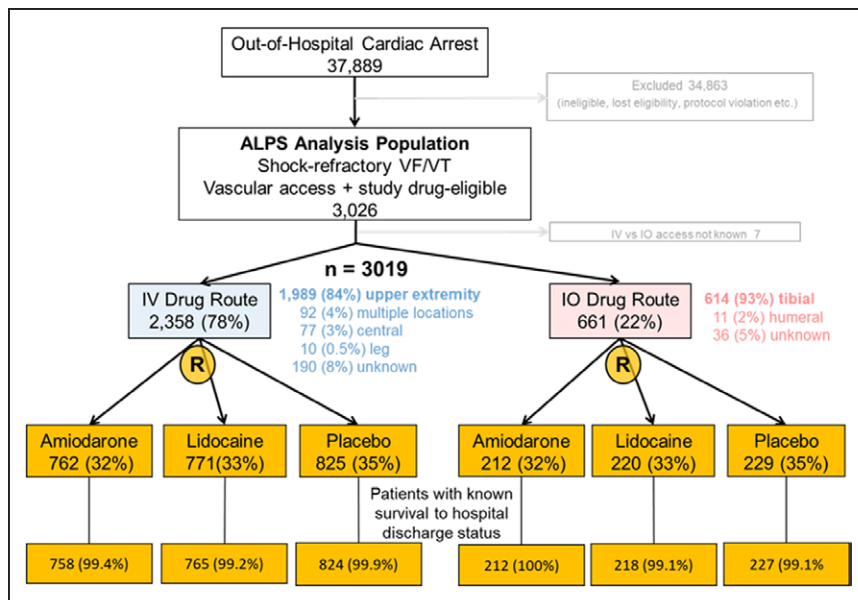 Out-of-Hospital Cardiac Arrest
37,889
Excluded 34,863
(ineligible, lost eligibility, protocol violation etc.)
ALPS Analysis Population
Shock-refractory VF/VT
Vascular access + study drug-eligible
3,026
IV vs IO access not known 7
n = 3019
IV Drug Route
2,358 (78%)
1,989 (84%) upper extremity
92 (4%) multiple locations
77 (3%) central
10 (0.5%) leg
190 (8%) unknown
IO Drug Route
661 (22%)
614 (93%) tibial
11 (2%) humeral
36 (5%) unknown
R
R
Amiodarone
762 (32%)
Lidocaine
771(33%)
Placebo
825 (35%)
Amiodarone
212 (32%)
Lidocaine
220 (33%)
Placebo
229 (35%)
Patients with known
survival to hospital
discharge status
758 (99.4%)
765 (99.2%)
824 (99.9%)
212 (100%)
218 (99.1%)
227 (99.1%